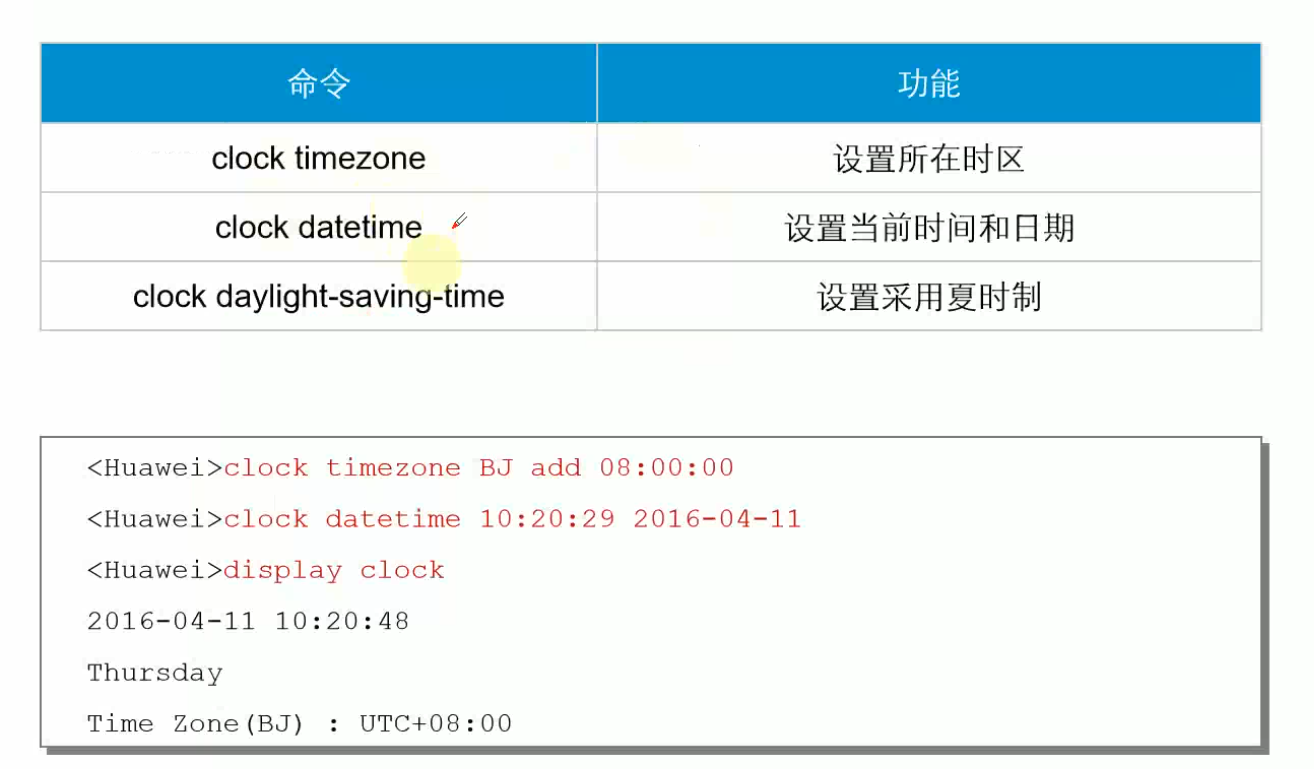 命令 功能
clock timezone 设置所在时区
clock datetime 设置当前时间和日期
clock daylight-saving-time 设置采用夏时制
<Huawei>clock timezone BJ add 08:00:00
<Huawei>clock datetime 10:20:29 2016-04-11
<Huawei>display clock
2016-04-11 10:20:48
Thursday
Time Zone(BJ) : UTC+08:00